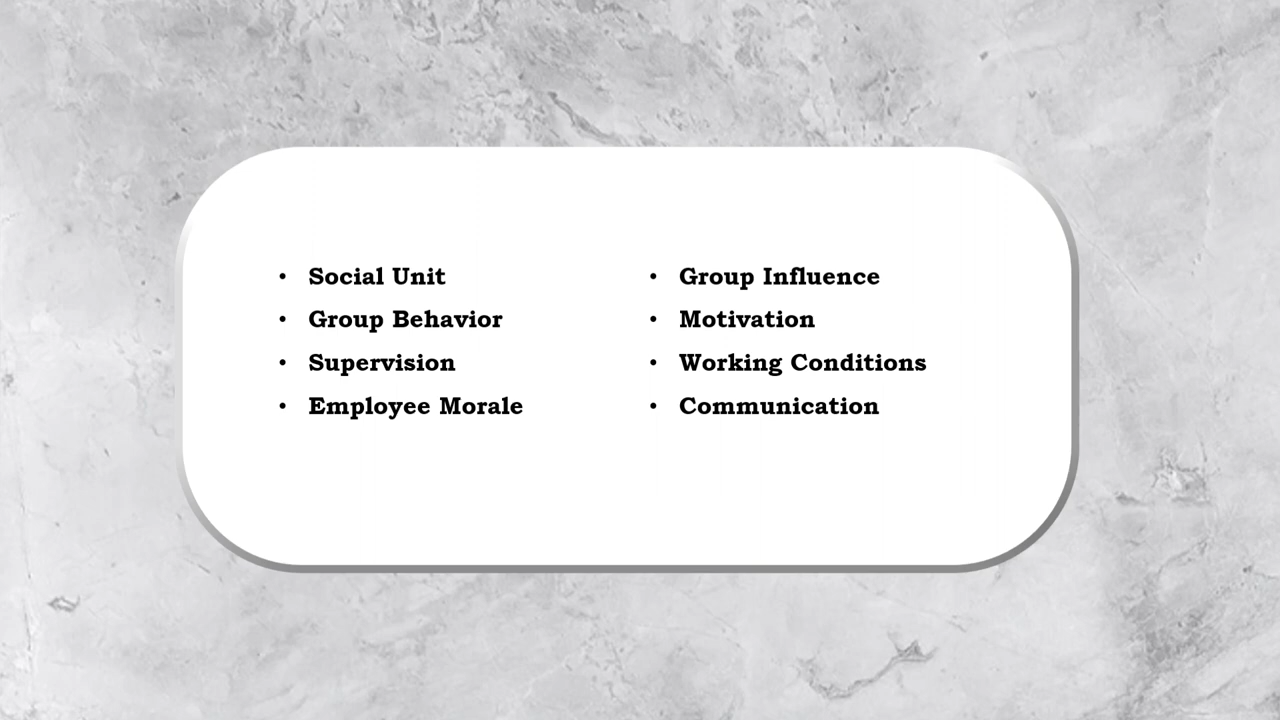 • Social Unit
• Group Behavior
• Supervision
• Employee Morale
• Group Influence
• Motivation
• Working Conditions
• Communication